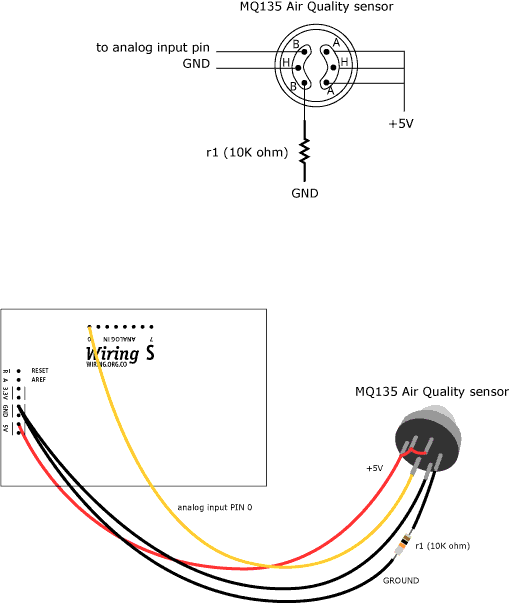 MQ135 Air Quality sensor
to analog input pin
B
A
GND
H
H
B
A
+5V
r1 (10K ohm)
GND
7
ANALOG IN
0
Wiring S
WIRING.ORG.CO
R
RESET
A
AREF
3.3V
GND
5V
MQ135 Air Quality sensor
+5V
analog input PIN 0
r1 (10K ohm)
GROUND